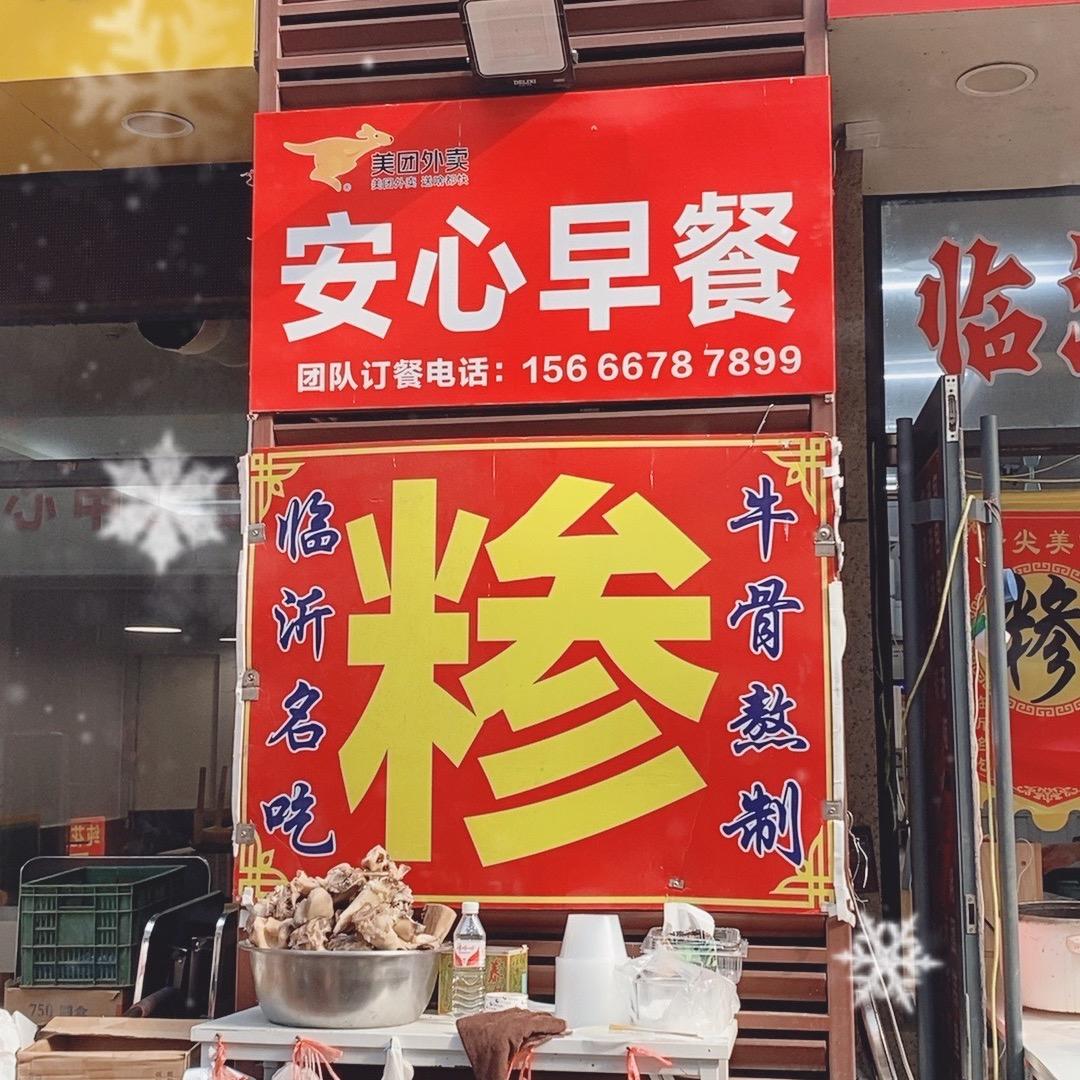 DELIXI
美团外卖
美团外卖 送啥都快
安心早餐
团队订餐电话：156 6678 7899
临沂名吃
糁
牛骨熬制
临
尖美
糁
750